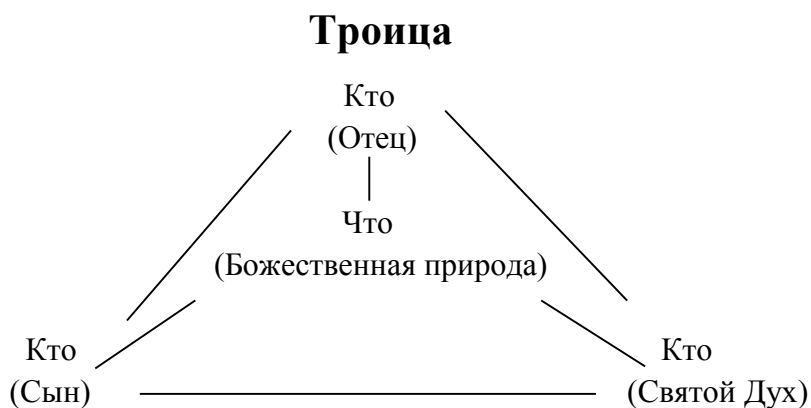 Троица
Кто
(Отец)
Что
(Божественная природа)
Кто
(Сын)
Кто
(Святой Дух)